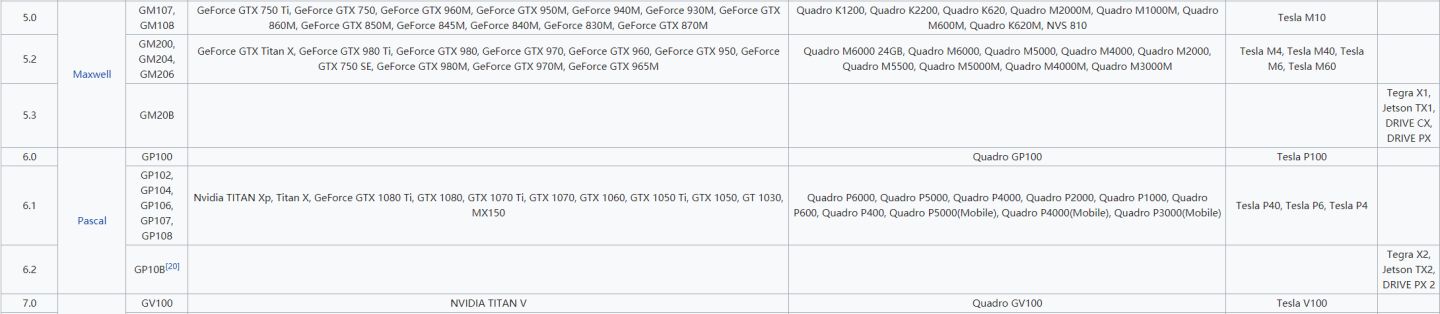 5.0
Maxwell
GM107,
GM108
GeForce GTX 750 Ti, GeForce GTX 750, GeForce GTX 960M, GeForce GTX 950M, GeForce 940M, GeForce 930M, GeForce GTX
860M, GeForce GTX 850M, GeForce 845M, GeForce 840M, GeForce 830M, GeForce GTX 870M
Quadro K1200, Quadro K2200, Quadro K620, Quadro M2000M, Quadro M1000M, Quadro
M600M, Quadro K620M, NVS 810
Tesla M10
5.2
GM200,
GM204,
GM206
GeForce GTX Titan X, GeForce GTX 980 Ti, GeForce GTX 980, GeForce GTX 970, GeForce GTX 960, GeForce GTX 950, GeForce
GTX 750 SE, GeForce GTX 980M, GeForce GTX 970M, GeForce GTX 965M
Quadro M6000 24GB, Quadro M6000, Quadro M5000, Quadro M4000, Quadro M2000,
Quadro M5500, Quadro M5000M, Quadro M4000M, Quadro M3000M
Tesla M4, Tesla M40, Tesla
M6, Tesla M60
5.3
GM20B
Tegra X1,
Jetson TX1,
DRIVE CX,
DRIVE PX
6.0
Pascal
GP100
Quadro GP100
Tesla P100
6.1
GP102,
GP104,
GP106,
GP107,
GP108
Nvidia TITAN Xp, Titan X, GeForce GTX 1080 Ti, GTX 1080, GTX 1070 Ti, GTX 1070, GTX 1060, GTX 1050 Ti, GTX 1050, GT 1030,
MX150
Quadro P6000, Quadro P5000, Quadro P4000, Quadro P2000, Quadro P1000, Quadro
P600, Quadro P400, Quadro P5000(Mobile), Quadro P4000(Mobile), Quadro P3000(Mobile)
Tesla P40, Tesla P6, Tesla P4
6.2
GP10B[20]
Tegra X2,
Jetson TX2,
DRIVE PX 2
7.0
GV100
NVIDIA TITAN V
Quadro GV100
Tesla V100